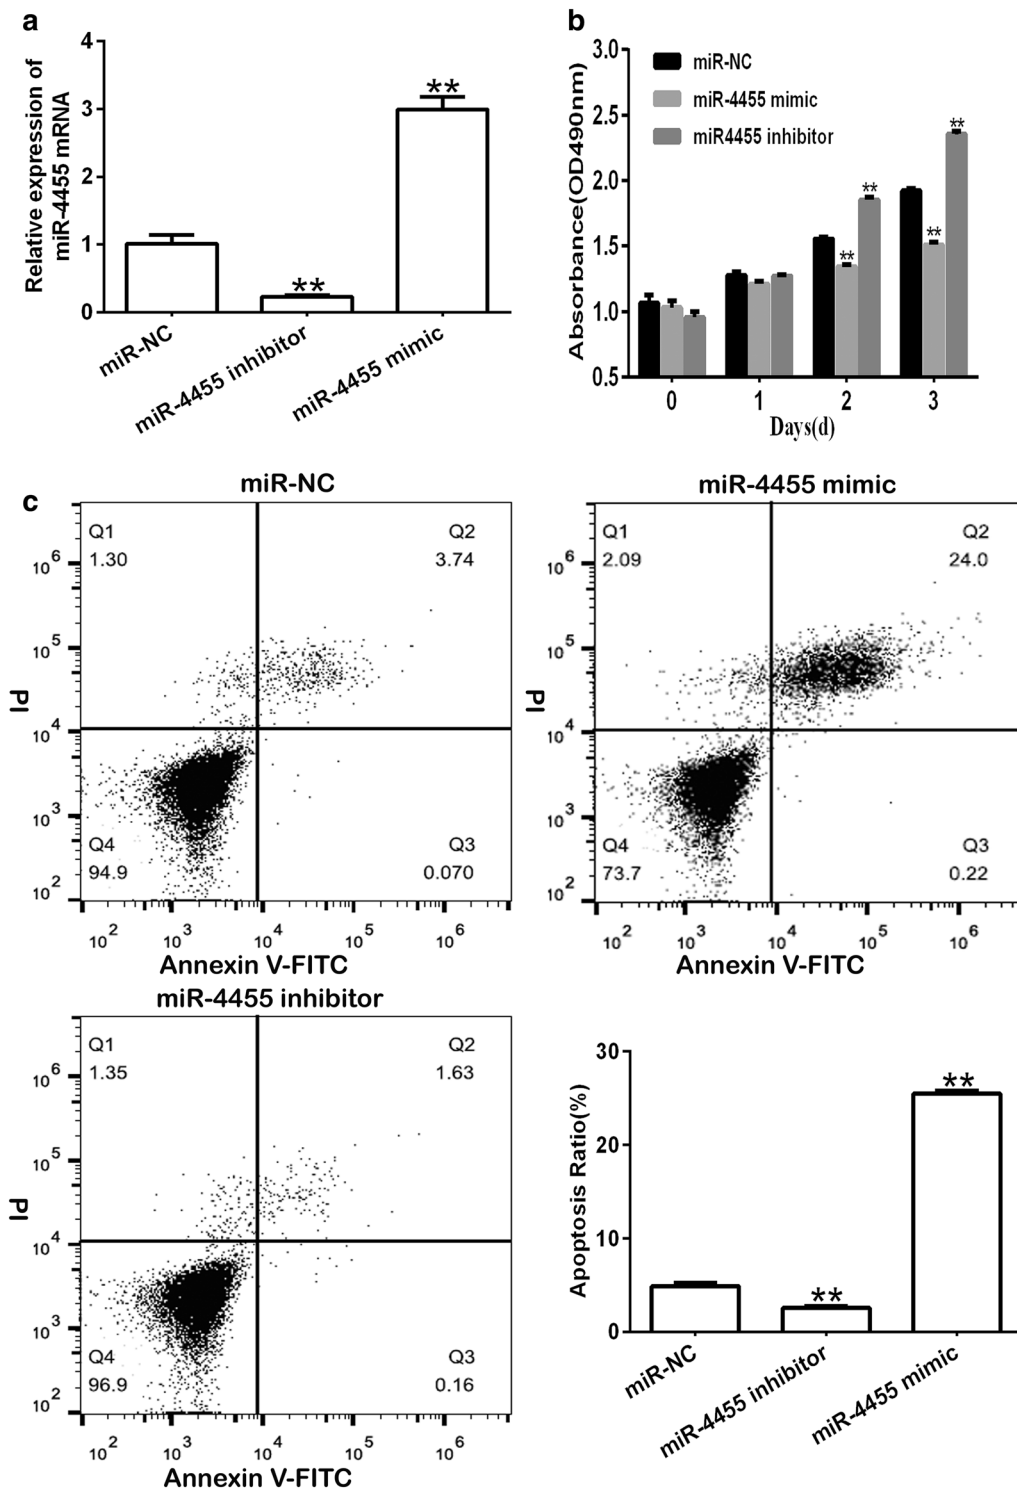 a
Relative expression of
miR-4455 mRNA
4
3
2
1
0
**
**
miR-NC
miR-4455 inhibitor
miR-4455 mimic
b
Absorbance(OD490nm)
3.0
2.5
2.0
1.5
1.0
0.5
miR-NC
miR-4455 mimic
miR4455 inhibitor
**
**
**
**
0 1 2 3
Days(d)
c
miR-NC
Q1
1.30
Q2
3.74
Q4
94.9
Q3
0.070
PI
10^6
10^5
10^4
10^3
10^2
10^2 10^3 10^4 10^5 10^6
Annexin V-FITC
miR-4455 mimic
Q1
2.09
Q2
24.0
Q4
73.7
Q3
0.22
PI
10^6
10^5
10^4
10^3
10^2
10^2 10^3 10^4 10^5 10^6
Annexin V-FITC
miR-4455 inhibitor
Q1
1.35
Q2
1.63
Q4
96.9
Q3
0.16
PI
10^6
10^5
10^4
10^3
10^2
10^2 10^3 10^4 10^5 10^6
Annexin V-FITC
Apoptosis Ratio(%)
30
20
10
0
**
**
miR-NC
miR-4455 inhibitor
miR-4455 mimic